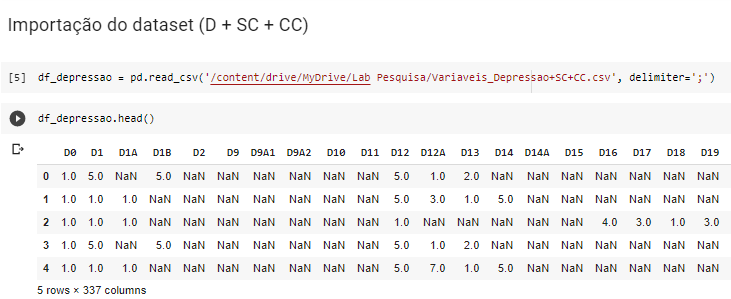 Importação do dataset (D + SC + CC)
[5] df_depressao = pd.read_csv('/content/drive/MyDrive/Lab Pesquisa/Variaveis_Depressao+SC+CC.csv', delimiter=';')
df_depressao.head()
D0 D1 D1A D1B D2 D9 D9A1 D9A2 D10 D11 D12 D12A D13 D14 D14A D15 D16 D17 D18 D19
0 1.0 5.0 NaN 5.0 NaN NaN NaN NaN NaN NaN 5.0 1.0 2.0 NaN NaN NaN NaN NaN NaN NaN
1 1.0 1.0 1.0 NaN NaN NaN NaN NaN NaN NaN 5.0 3.0 1.0 5.0 NaN NaN NaN NaN NaN NaN
2 1.0 1.0 1.0 NaN NaN NaN NaN NaN NaN NaN 1.0 NaN NaN NaN NaN NaN 4.0 3.0 1.0 3.0
3 1.0 5.0 NaN 5.0 NaN NaN NaN NaN NaN NaN 5.0 1.0 2.0 NaN NaN NaN NaN NaN NaN NaN
4 1.0 1.0 1.0 NaN NaN NaN NaN NaN NaN NaN 5.0 7.0 1.0 5.0 NaN NaN NaN NaN NaN NaN
5 rows × 337 columns